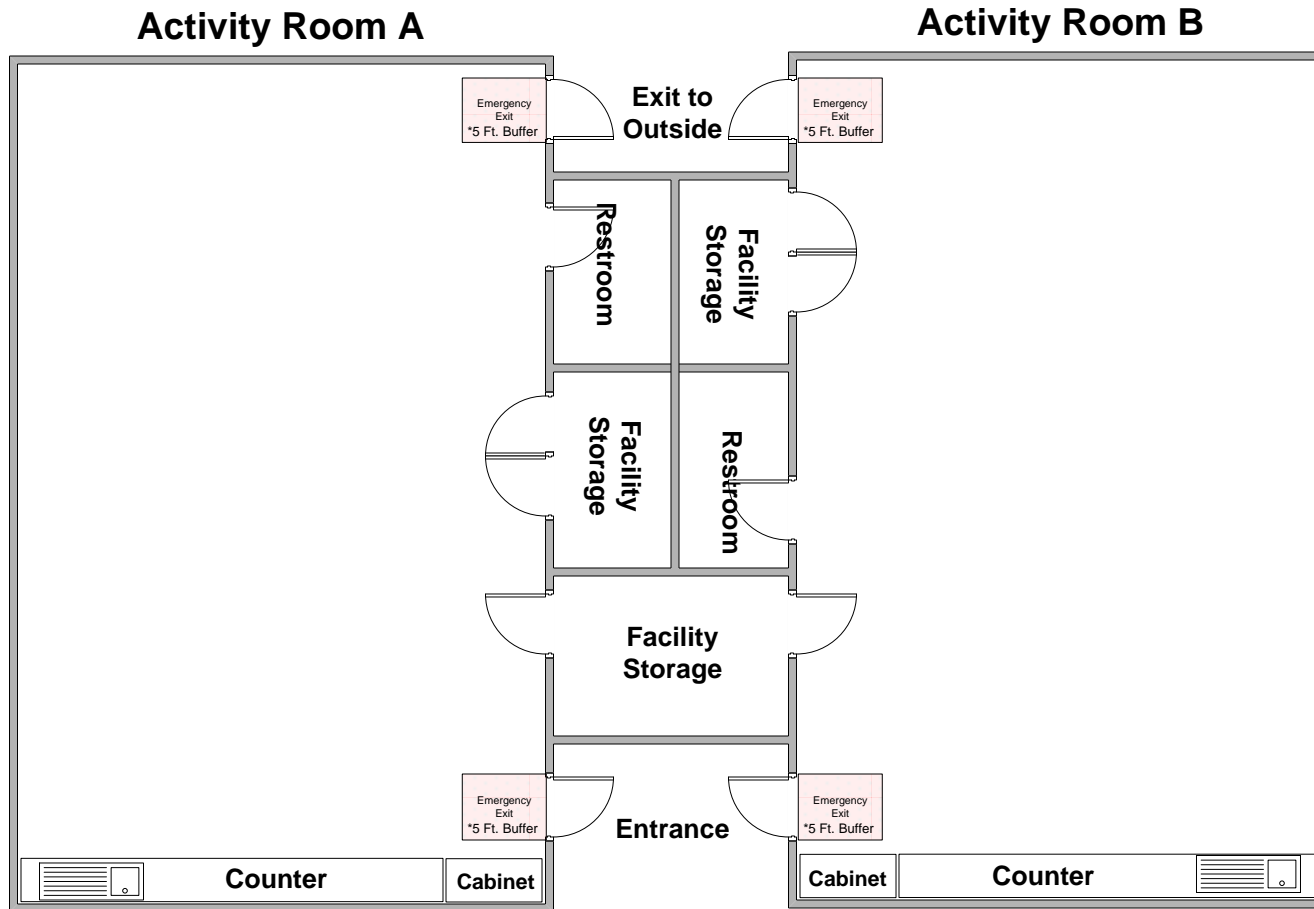 Activity Room A
Activity Room B
Emergency
Exit
*5 Ft. Buffer
Exit to
Outside
Emergency
Exit
*5 Ft. Buffer
Restroom
Facility
Storage
Facility
Storage
Restroom
Facility
Storage
Emergency
Exit
*5 Ft. Buffer
Entrance
Emergency
Exit
*5 Ft. Buffer
Counter
Cabinet
Cabinet
Counter